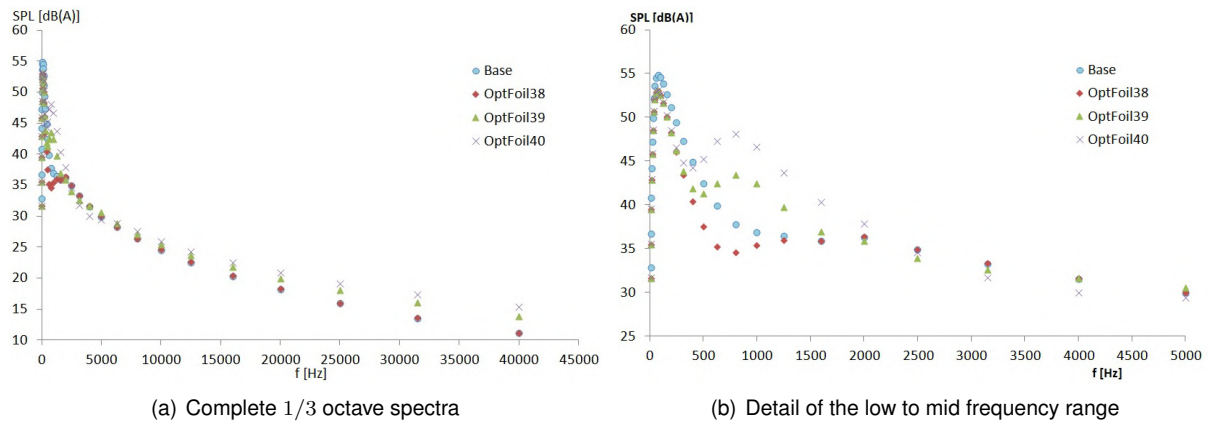 SPL [dB(A)]
60
55
50
45
40
35
30
25
20
15
10
0
5000
10000
15000
20000
25000
30000
35000
40000
45000
f [Hz]
Base
OptFoil38
OptFoil39
OptFoil40
(a) Complete 1/3 octave spectra
SPL [dB(A)]
60
55
50
45
40
35
30
25
0
500
1000
1500
2000
2500
3000
3500
4000
4500
5000
f [Hz]
Base
OptFoil38
OptFoil39
OptFoil40
(b) Detail of the low to mid frequency range